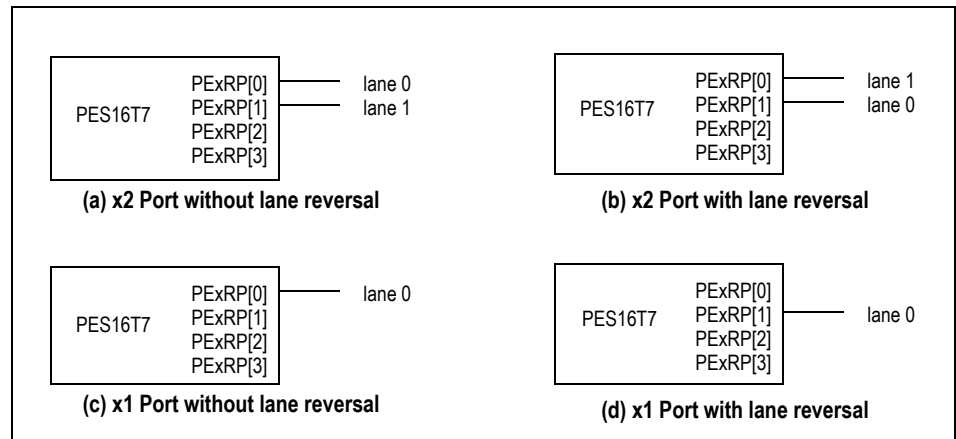 PES16T7
PExRP[0] lane 0
PExRP[1] lane 1
PExRP[2]
PExRP[3]
(a) x2 Port without lane reversal
PES16T7
PExRP[0] lane 1
PExRP[1] lane 0
PExRP[2]
PExRP[3]
(b) x2 Port with lane reversal
PES16T7
PExRP[0] lane 0
PExRP[1]
PExRP[2]
PExRP[3]
(c) x1 Port without lane reversal
PES16T7
PExRP[0]
PExRP[1] lane 0
PExRP[2]
PExRP[3]
(d) x1 Port with lane reversal